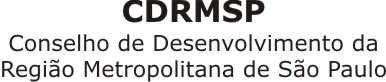 CDRMSP
Conselho de Desenvolvimento da
Região Metropolitana de São Paulo